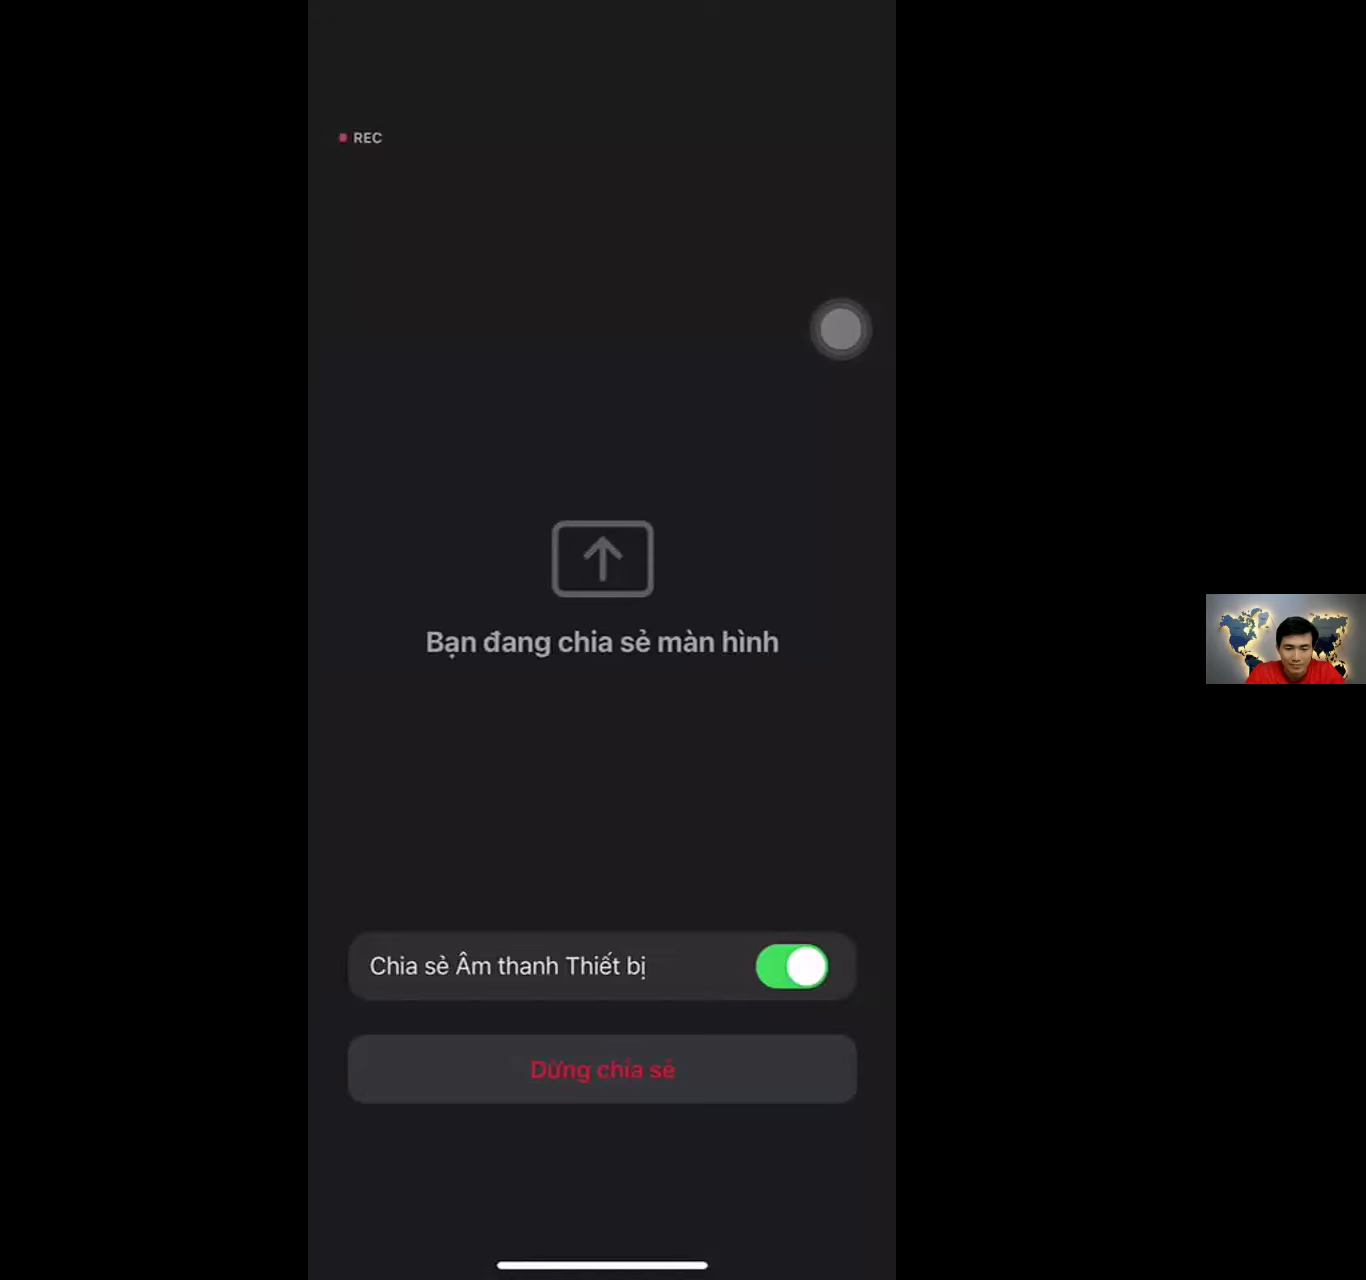 REC
Bạn đang chia sẻ màn hình
Chia sẻ Âm thanh Thiết bị
Dừng chia sẻ